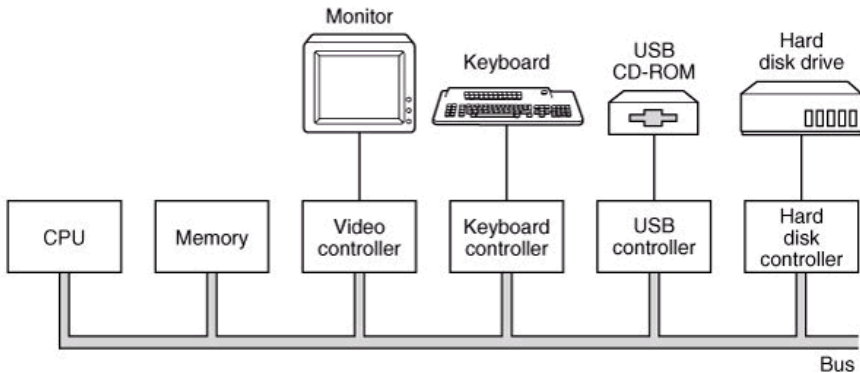 Monitor
Keyboard
USB
CD-ROM
Hard
disk drive
CPU
Memory
Video
controller
Keyboard
controller
USB
controller
Hard
disk
controller
Bus